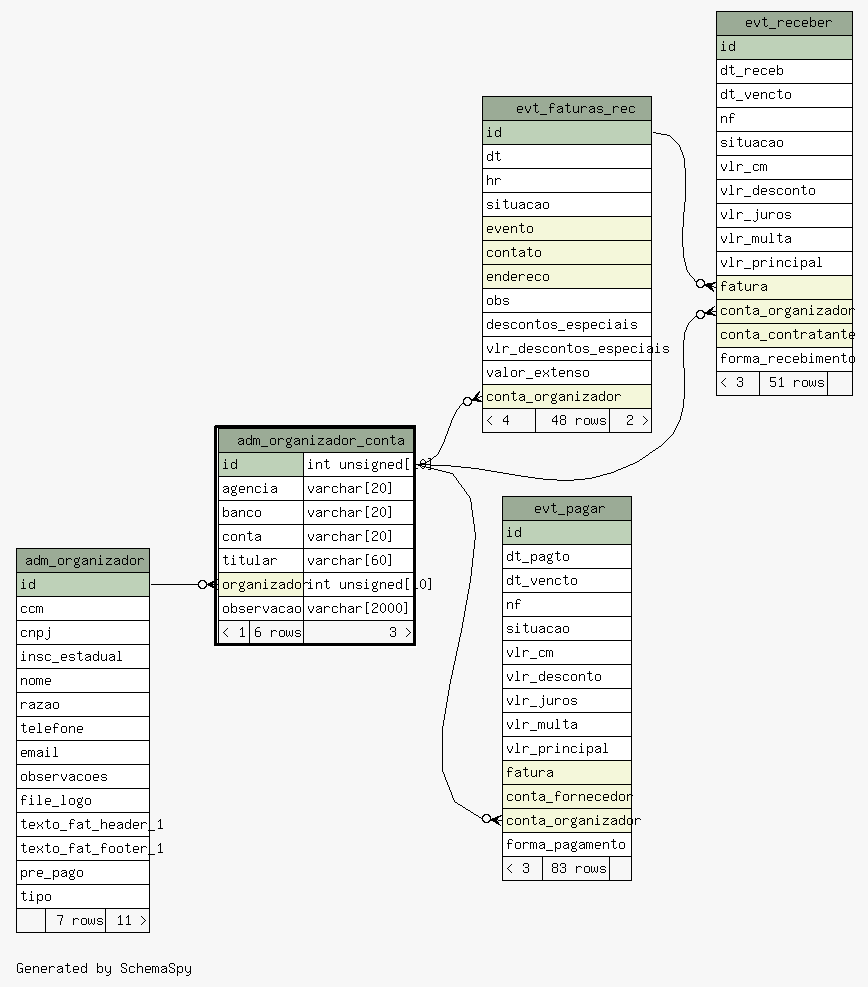 evt_receber
id
dt_receb
dt_vencto
nf
situacao
vlr_cm
vlr_desconto
vlr_juros
vlr_multa
vlr_principal
fatura
conta_organizador
conta_contratante
forma_recebimento
< 3 51 rows
evt_faturas_rec
id
dt
hr
situacao
evento
contato
endereco
obs
descontos_especiais
vlr_descontos_especiais
valor_extenso
conta_organizador
< 4 48 rows 2 >
adm_organizador_conta
id int unsigned[10]
agencia varchar[20]
banco varchar[20]
conta varchar[20]
titular varchar[60]
organizador int unsigned[10]
observacao varchar[2000]
< 1 6 rows 3 >
evt_pagar
id
dt_pagto
dt_vencto
nf
situacao
vlr_cm
vlr_desconto
vlr_juros
vlr_multa
vlr_principal
fatura
conta_fornecedor
conta_organizador
forma_pagamento
< 3 83 rows
adm_organizador
id
ccm
cnpj
insc_estadual
nome
razao
telefone
email
observacoes
file_logo
texto_fat_header_1
texto_fat_footer_1
pre_pago
tipo
7 rows 11 >
Generated by SchemaSpy